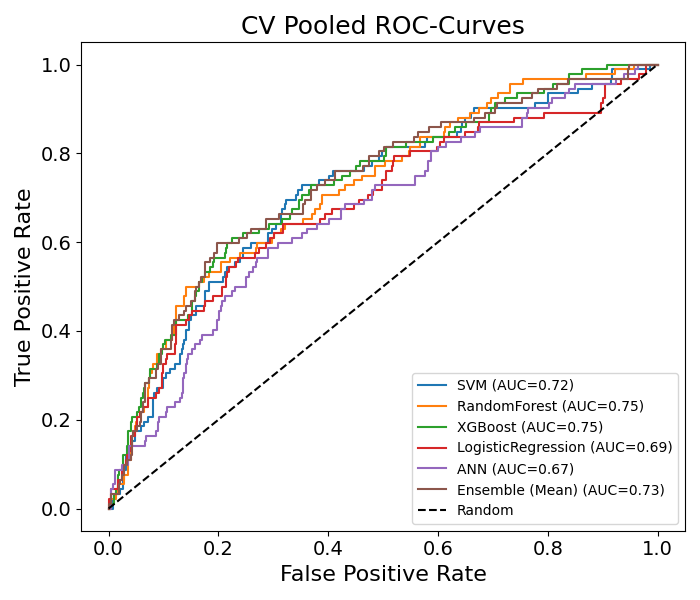 CV Pooled ROC-Curves
True Positive Rate
1.0
0.8
0.6
0.4
0.2
0.0
SVM (AUC=0.72)
RandomForest (AUC=0.75)
XGBoost (AUC=0.75)
LogisticRegression (AUC=0.69)
ANN (AUC=0.67)
Ensemble (Mean) (AUC=0.73)
Random
0.0 0.2 0.4 0.6 0.8 1.0
False Positive Rate